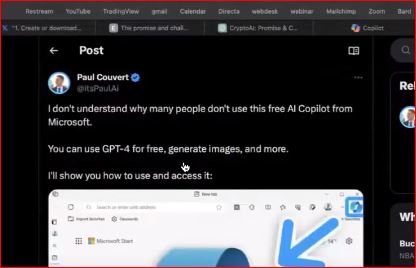 Restream YouTube TradingView gmail Calendar Directa webdesk webinar Mailchimp Zoom Bard
"1. Create or download... The promise and chall... CryptoAI: Promise & C... Copilot
Post
Paul Couvert
@itsPaulAi
I don't understand why many people don't use this free AI Copilot from
Microsoft.
You can use GPT-4 for free, generate images, and more.
I'll show you how to use and access it:
New tab
Search or enter web address
Import favorites Favorites
Microsoft Start
Rel
Wh
Buc
NBA